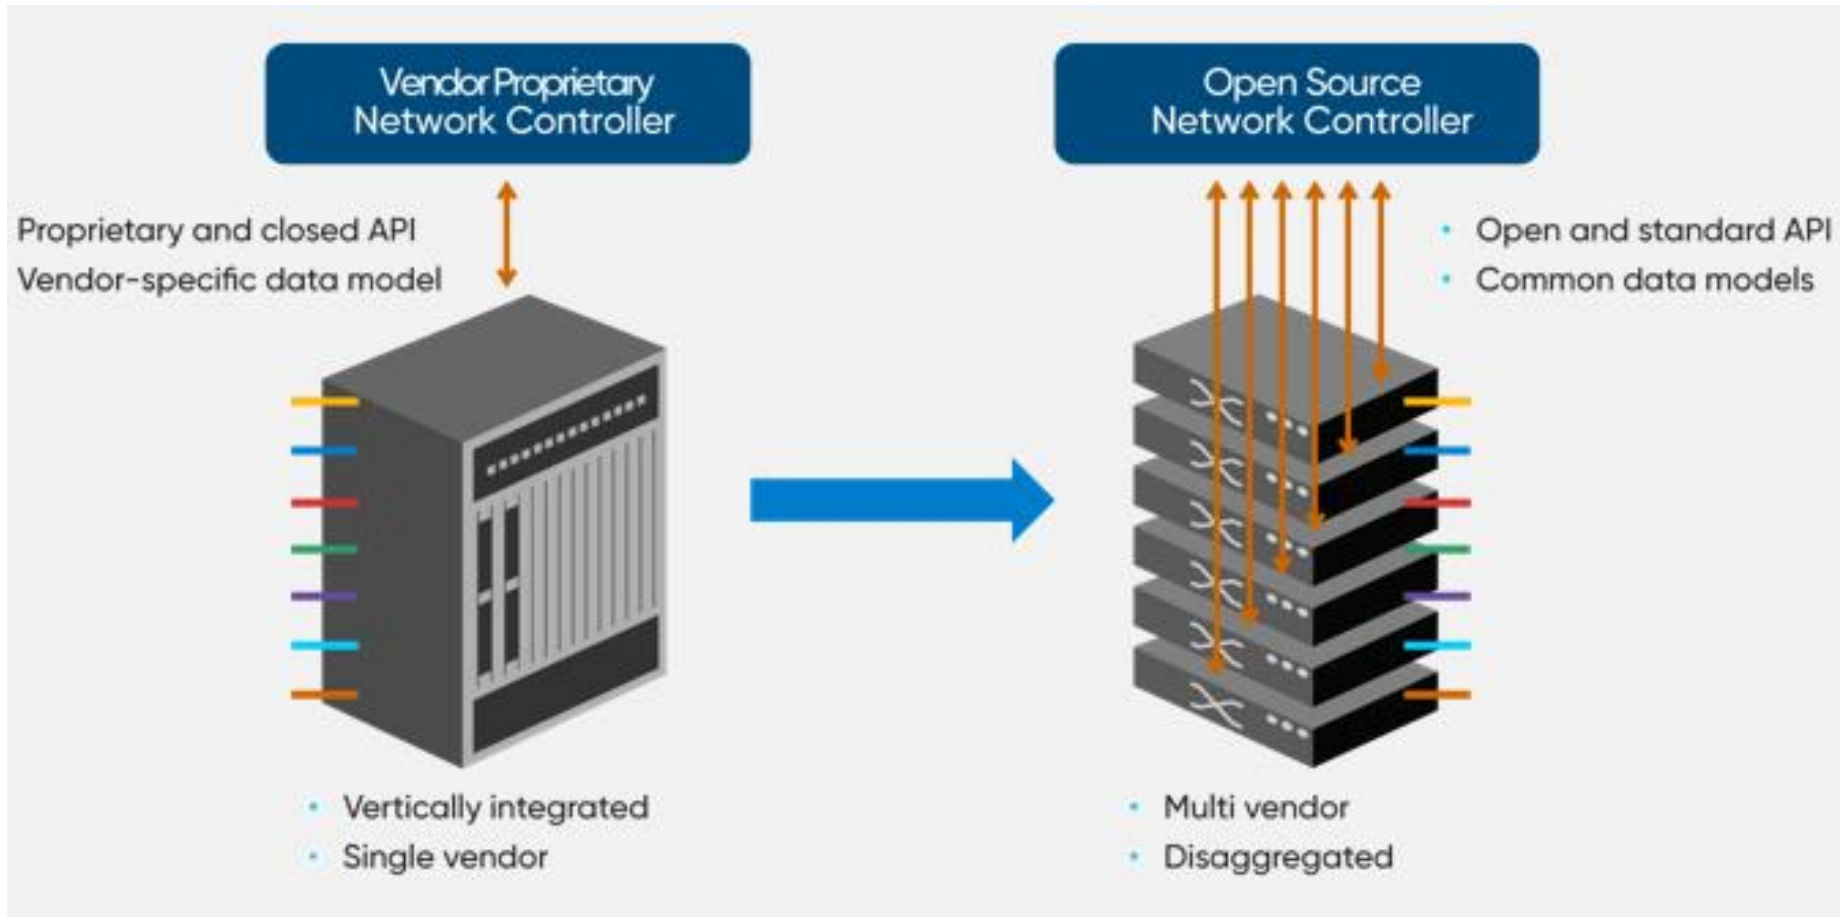 Vendor Proprietary
Network Controller
Proprietary and closed API
Vendor-specific data model
• Vertically integrated
• Single vendor
Open Source
Network Controller
• Open and standard API
• Common data models
• Multi vendor
• Disaggregated